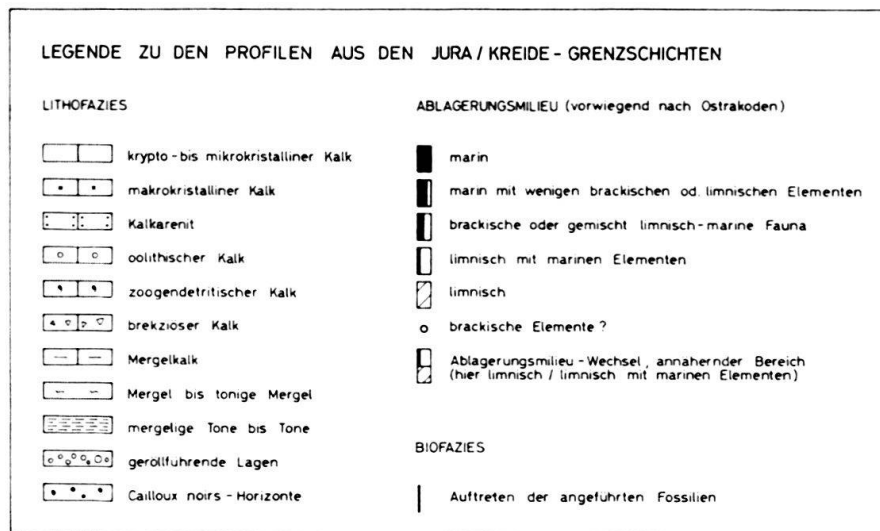 LEGENDE ZU DEN PROFILEN AUS DEN JURA/KREIDE-GRENZSCHICHTEN
LITHOFAZIES
krypto-bis mikrokristalliner Kalk
makrokristalliner Kalk
Kalkarenit
oolithischer Kalk
zoogendetritischer Kalk
brekziöser Kalk
Mergelkalk
Mergel bis tonige Mergel
mergelige Tone bis Tone
geröllführende Lagen
Cailloux noirs-Horizonte
ABLAGERUNGSMILIEU (vorwiegend nach Ostrakoden)
marin
marin mit wenigen brackischen od. limnischen Elementen
brackische oder gemischt limnisch-marine Fauna
limnisch mit marinen Elementen
limnisch
brackische Elemente?
Ablagerungsmilieu-Wechsel, annahernder Bereich
(hier limnisch/limnisch mit marinen Elementen)
BIOFAZIES
Auftreten der angeführten Fossilien